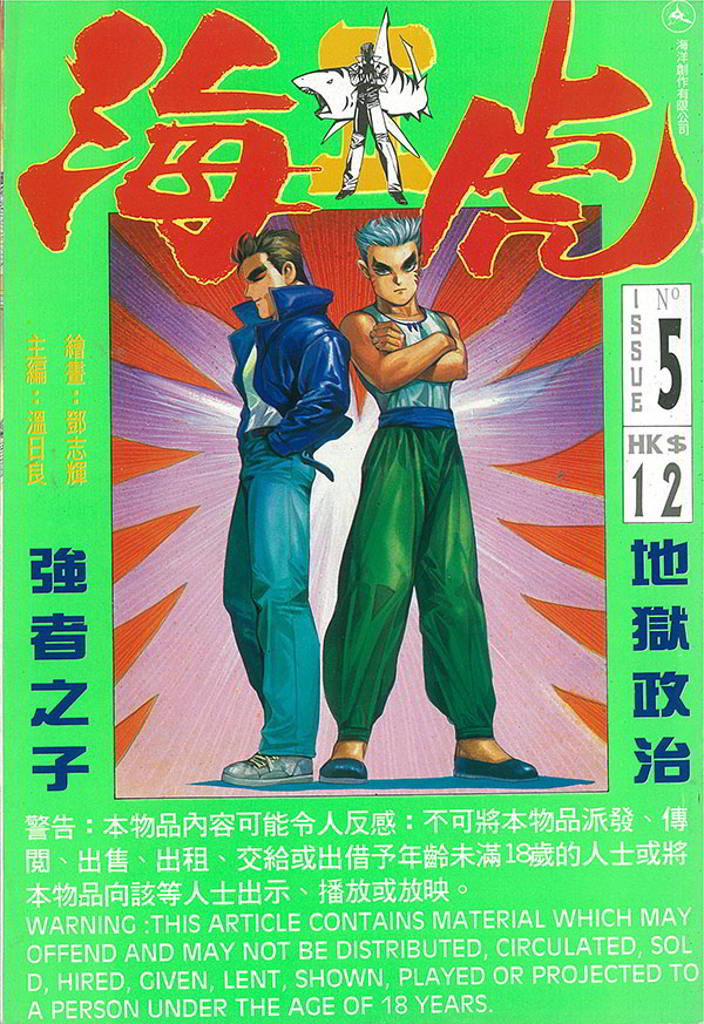 海虎
II
海洋創作有限公司
ISSUE
Nº 5
HK$
12
繪畫：鄧志輝
主編：溫日良
強者之子
地獄政治
警告：本物品內容可能令人反感：不可將本物品派發、傳
閱、出售、出租、交給或出借予年齡未滿18歲的人士或將
本物品向該等人士出示、播放或放映。
WARNING :THIS ARTICLE CONTAINS MATERIAL WHICH MAY
OFFEND AND MAY NOT BE DISTRIBUTED, CIRCULATED, SOL
D, HIRED, GIVEN, LENT, SHOWN, PLAYED OR PROJECTED TO
A PERSON UNDER THE AGE OF 18 YEARS.